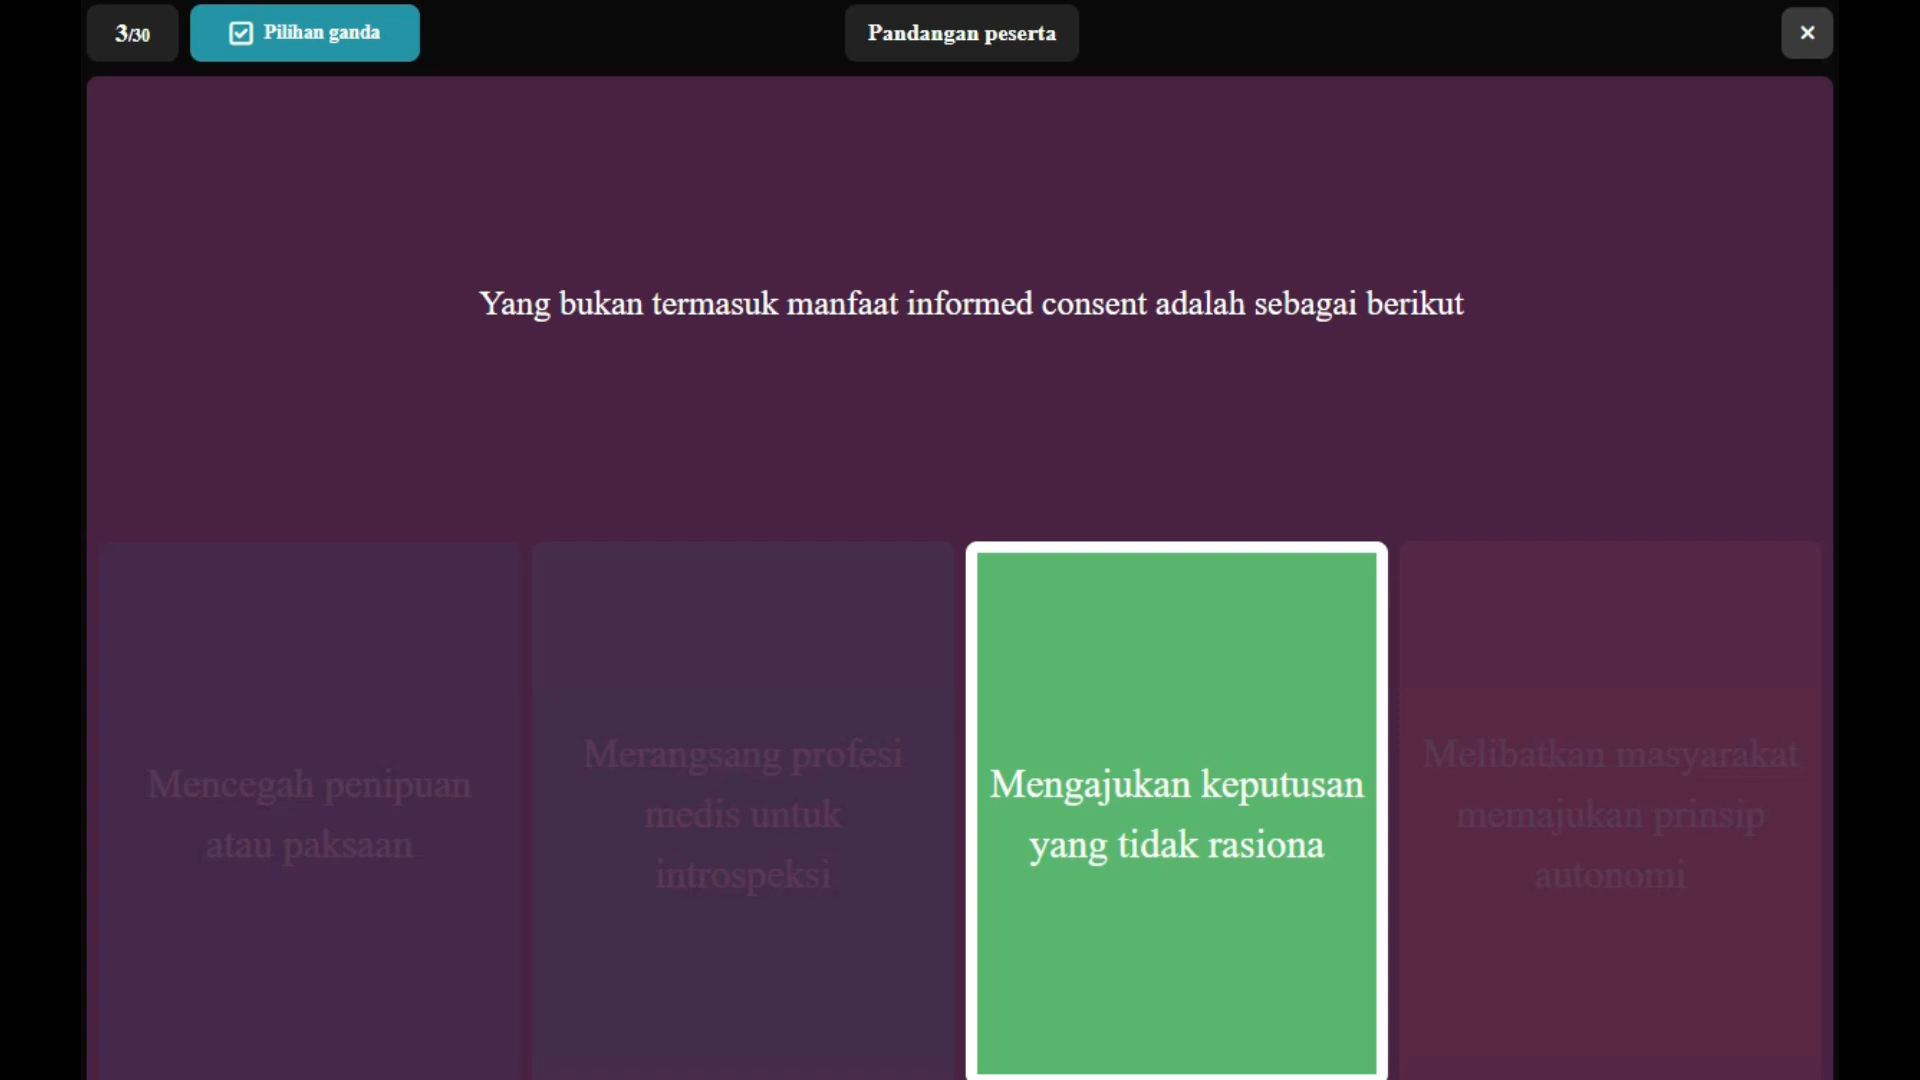 3/30
Pilihan ganda
Pandangan peserta
Yang bukan termasuk manfaat informed consent adalah sebagai berikut
Mencegah penipuan
atau paksaan
Merangsang profesi
medis untuk
introspeksi
Mengajukan keputusan
yang tidak rasiona
Melibatkan masyarakat
memajukan prinsip
autonomi